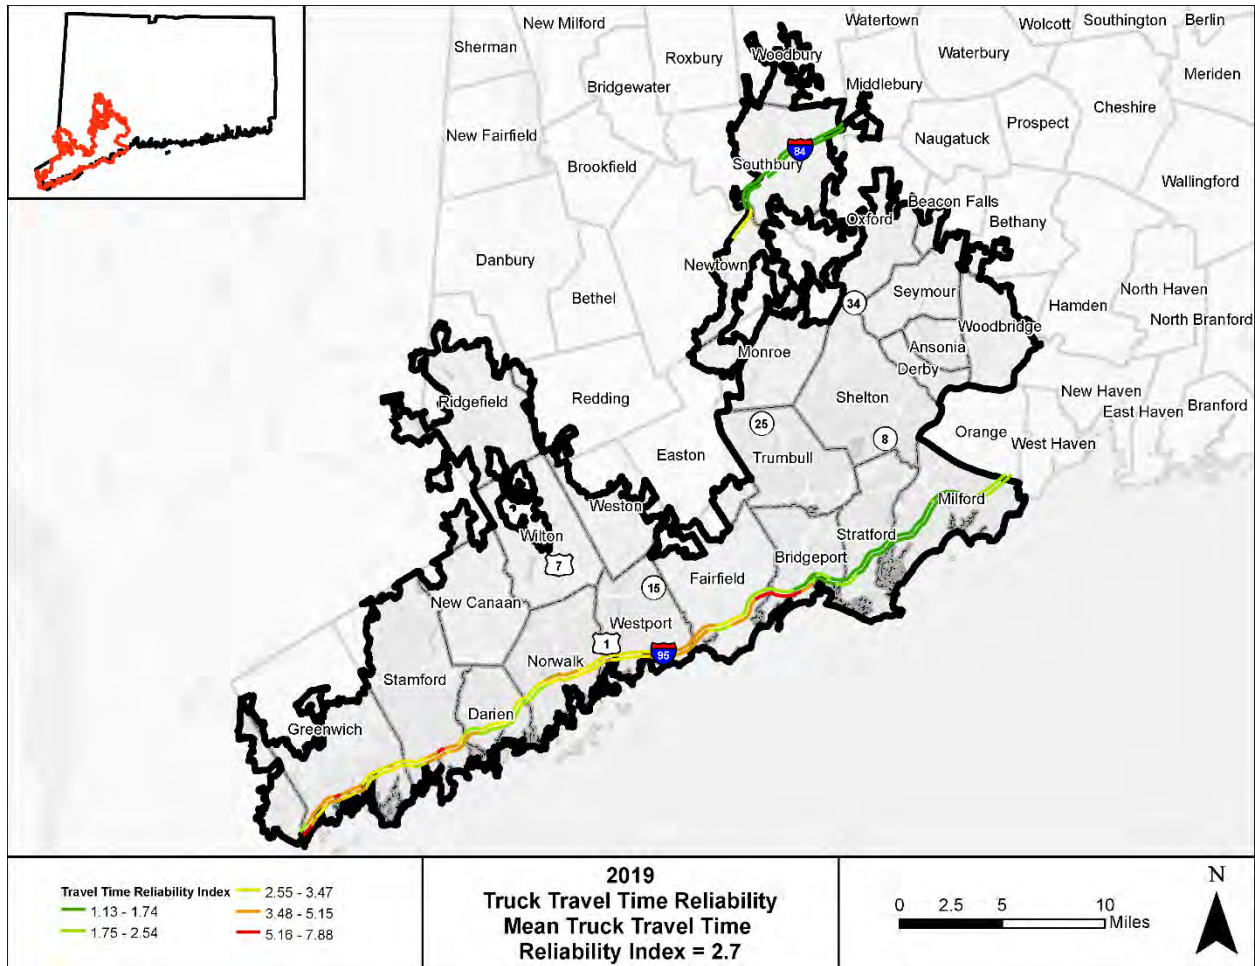 New Milford
Watertown
Wolcott
Southington
Berlin
Sherman
Roxbury
Woodbury
Waterbury
Meriden
Bridgewater
Middlebury
Cheshire
New Fairfield
Prospect
Naugatuck
84
Brookfield
Southbury
Wallingford
Beacon Falls
Oxford
Bethany
Danbury
Newtown
Seymour
North Haven
Bethel
34
Hamden
North Branford
Woodbridge
Monroe
Ansonia
Derby
New Haven
Ridgefield
Redding
Shelton
East Haven
Branford
25
8
Orange
West Haven
Easton
Trumbull
Weston
Milford
Wilton
Stratford
7
Bridgeport
15
Fairfield
New Canaan
Westport
1
95
Norwalk
Stamford
Darien
Greenwich
Travel Time Reliability Index
1.13 - 1.74
1.75 - 2.54
2.55 - 3.47
3.48 - 5.15
5.16 - 7.88
2019
Truck Travel Time Reliability
Mean Truck Travel Time
Reliability Index = 2.7
0 2.5 5 10
Miles
N